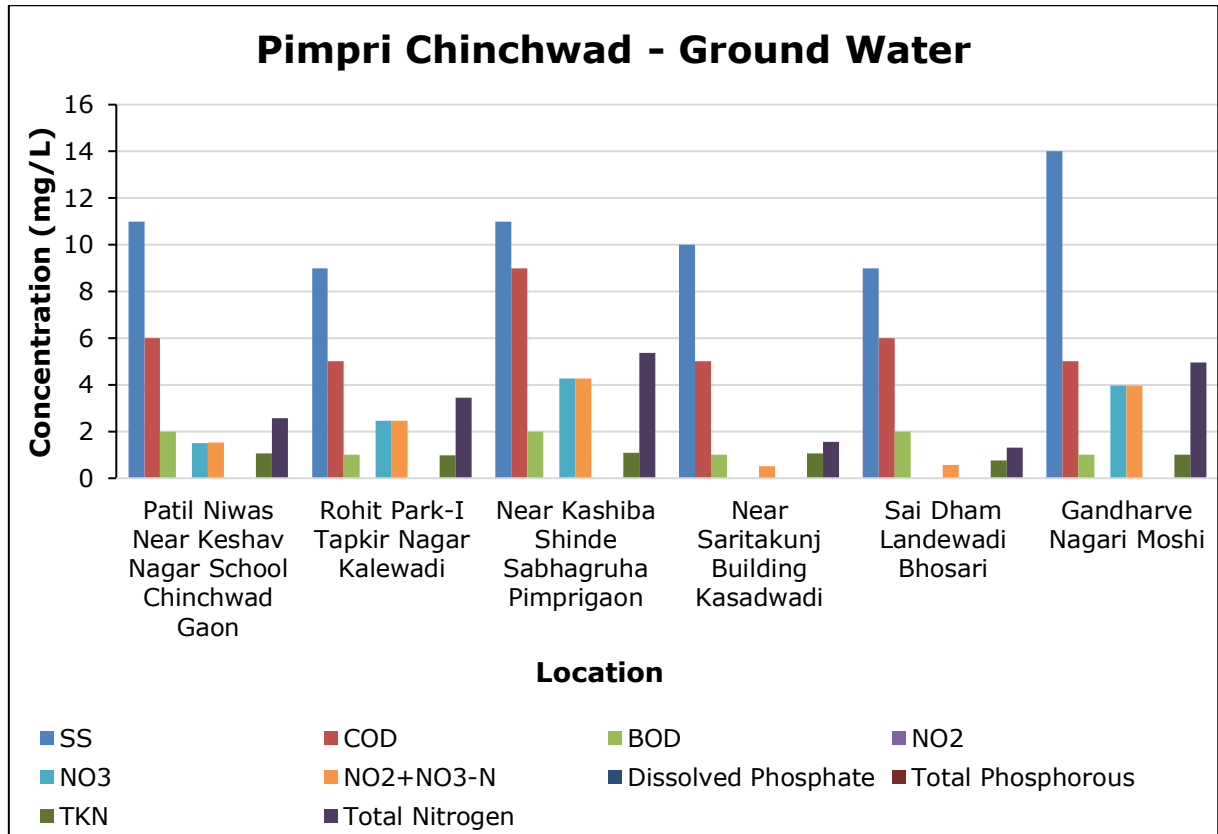 Pimpri Chinchwad - Ground Water
Concentration (mg/L)
16
14
12
10
8
6
4
2
0
Patil Niwas
Near Keshav
Nagar School
Chinchwad
Gaon
Rohit Park-I
Tapkir Nagar
Kalewadi
Near Kashiba
Shinde
Sabhagruha
Pimprigaon
Near
Saritakunj
Building
Kasadwadi
Sai Dham
Landewadi
Bhosari
Gandharve
Nagari Moshi
Location
SS
COD
BOD
NO2
NO3
NO2+NO3-N
Dissolved Phosphate
Total Phosphorous
TKN
Total Nitrogen